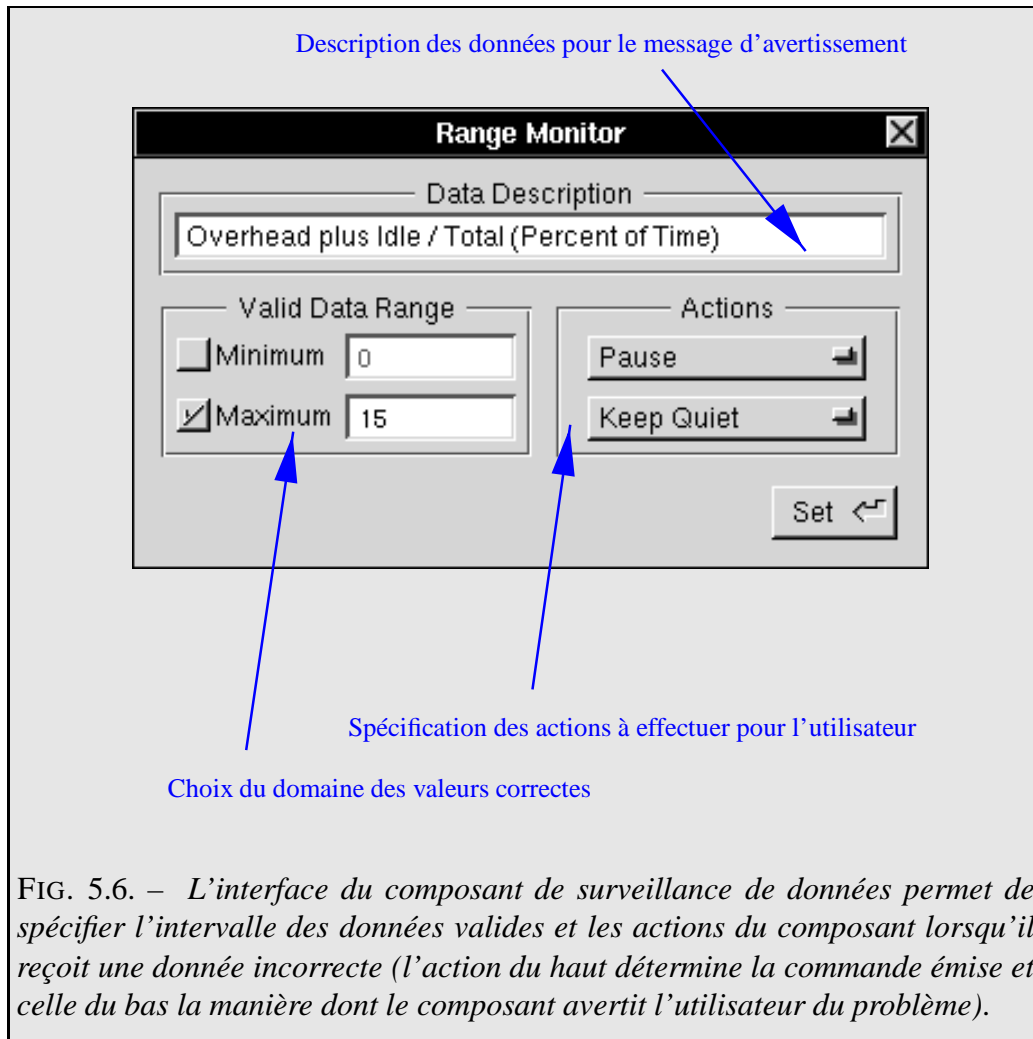 Description des données pour le message d'avertissement
Range Monitor
Data Description
Overhead plus Idle / Total (Percent of Time)
Valid Data Range
Minimum 0
Maximum 15
Actions
Pause
Keep Quiet
Set
Spécification des actions à effectuer pour l'utilisateur
Choix du domaine des valeurs correctes
FIG. 5.6. – L'interface du composant de surveillance de données permet de
spécifier l'intervalle des données valides et les actions du composant lorsqu'il
reçoit une donnée incorrecte (l'action du haut détermine la commande émise et
celle du bas la manière dont le composant avertit l'utilisateur du problème).